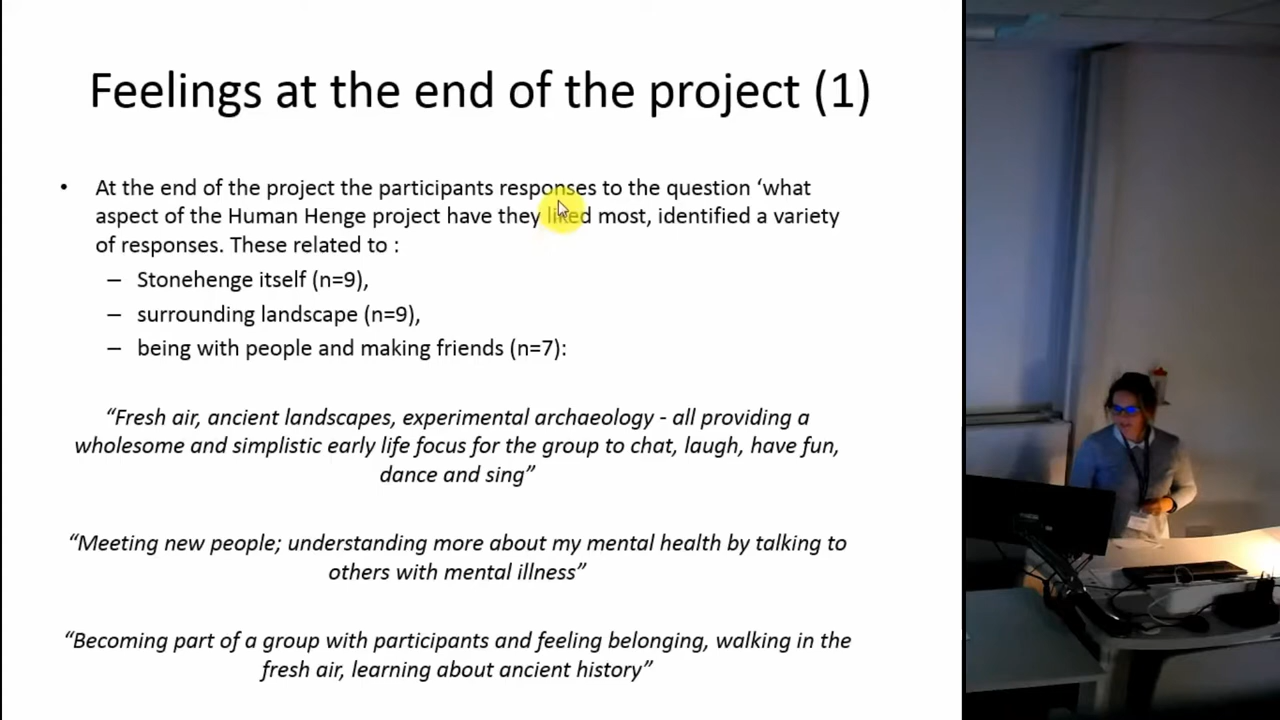 Feelings at the end of the project (1)
• At the end of the project the participants responses to the question ‘what
aspect of the Human Henge project have they liked most, identified a variety
of responses. These related to :
– Stonehenge itself (n=9),
– surrounding landscape (n=9),
– being with people and making friends (n=7):
“Fresh air, ancient landscapes, experimental archaeology - all providing a
wholesome and simplistic early life focus for the group to chat, laugh, have fun,
dance and sing”
“Meeting new people; understanding more about my mental health by talking to
others with mental illness”
“Becoming part of a group with participants and feeling belonging, walking in the
fresh air, learning about ancient history”